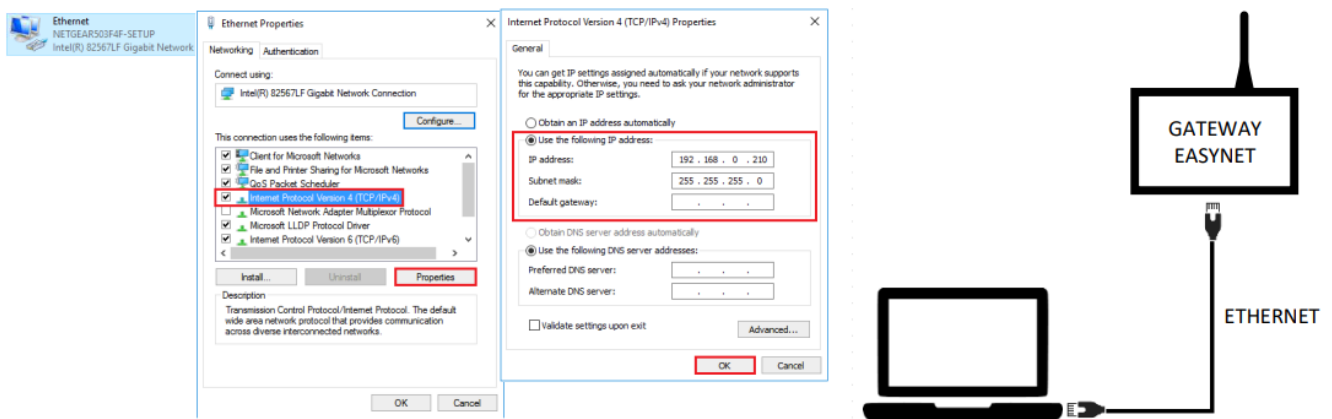 Ethernet
NETGEAR503F4F-SETUP
Intel(R) 82567LF Gigabit Network
Ethernet Properties
Networking Authentication
Connect using:
Intel(R) 82567LF Gigabit Network Connection
Configure...
This connection uses the following items:
Client for Microsoft Networks
File and Printer Sharing for Microsoft Networks
QoS Packet Scheduler
Internet Protocol Version 4 (TCP/IPv4)
Microsoft Network Adapter Multiplexor Protocol
Microsoft LLDP Protocol Driver
Internet Protocol Version 6 (TCP/IPv6)
Install... Uninstall Properties
Description
Transmission Control Protocol/Internet Protocol. The default
wide area network protocol that provides communication
across diverse interconnected networks.
OK Cancel
Internet Protocol Version 4 (TCP/IPv4) Properties
General
You can get IP settings assigned automatically if your network supports
this capability. Otherwise, you need to ask your network administrator
for the appropriate IP settings.
Obtain an IP address automatically
Use the following IP address:
IP address: 192 . 168 . 0 . 210
Subnet mask: 255 . 255 . 255 . 0
Default gateway: . . .
Obtain DNS server address automatically
Use the following DNS server addresses:
Preferred DNS server: . . .
Alternate DNS server: . . .
Validate settings upon exit
Advanced...
OK Cancel
GATEWAY
EASYNET
ETHERNET